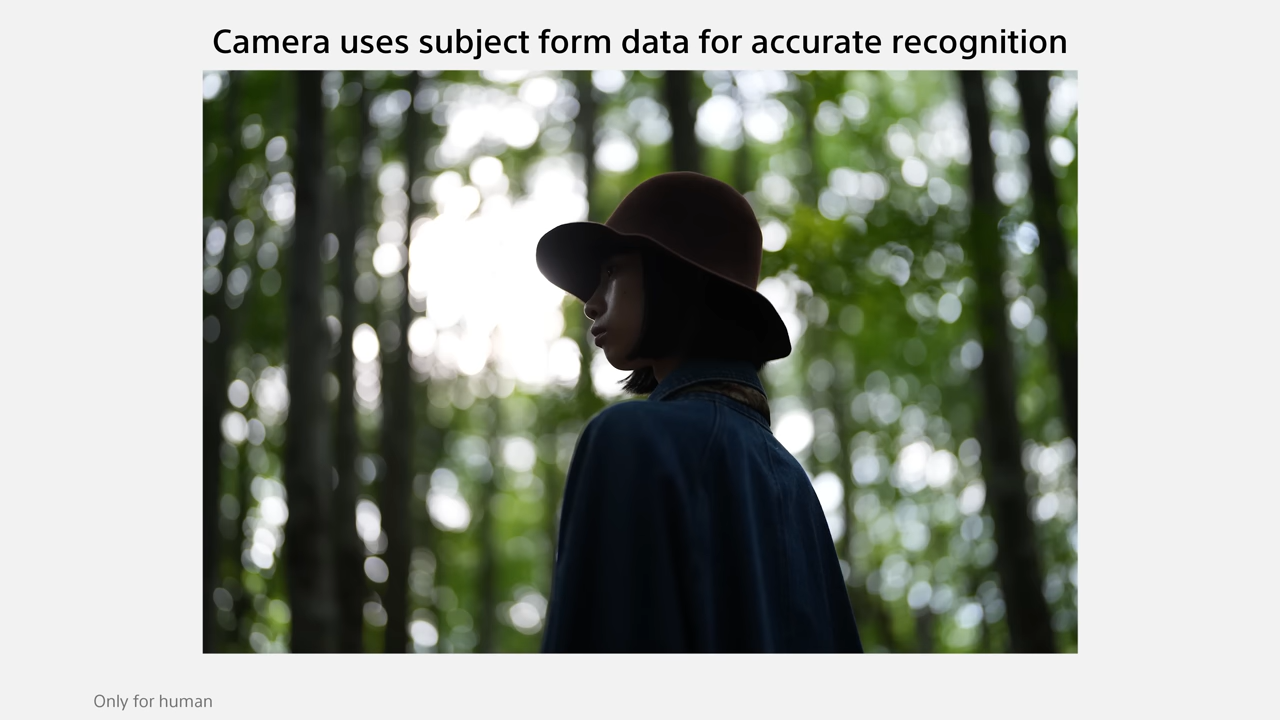 Camera uses subject form data for accurate recognition
Only for human